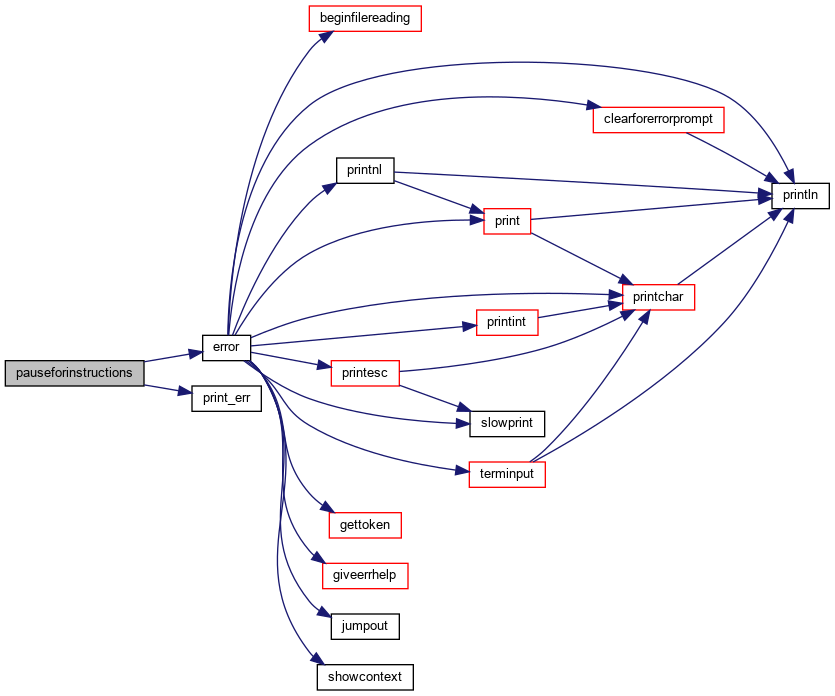 beginfilereading
clearforerrorprompt
printnl
println
print
printchar
printint
error
pauseforinstructions
printesc
print_err
slowprint
terminput
gettoken
giveerrhelp
jumpout
showcontext